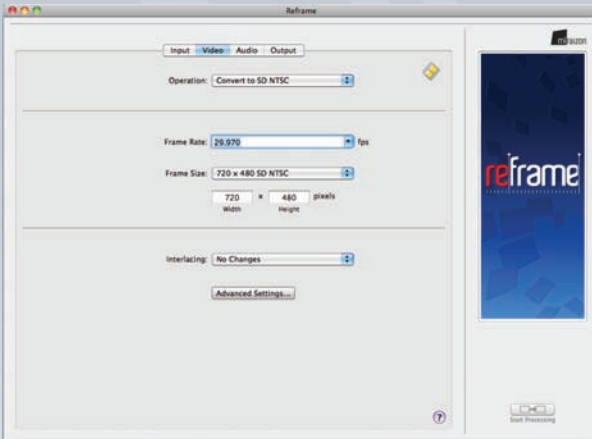 Reframe
miraizon
Input Video Audio Output
Operation: Convert to SD NTSC
Frame Rate: 29.970 fps
Frame Size: 720 x 480 SD NTSC
720 x 480 pixels
Width Height
reframe
Interlacing: No Changes
Advanced Settings...
?
Start Processing